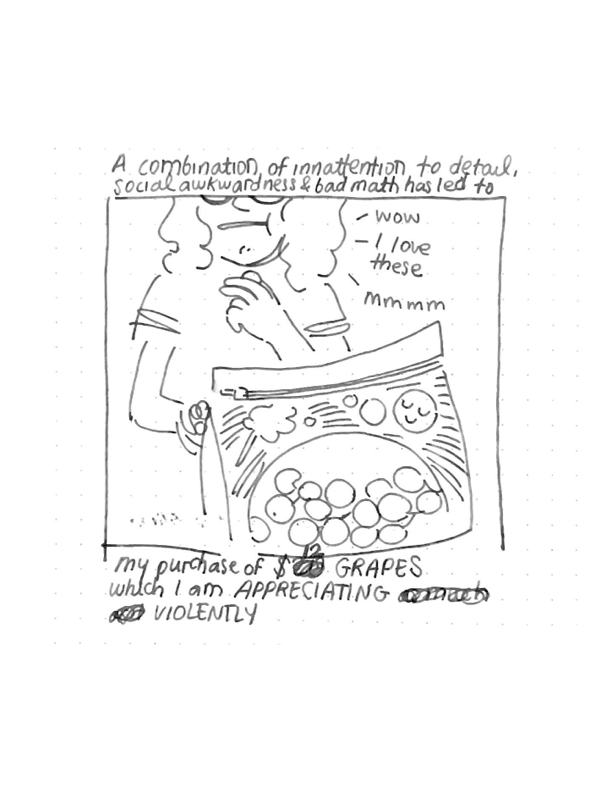 A combination of innattention to detail,
social awkwardness & bad math has led to
wow
I love
these
mmmm
my purchase of $12 GRAPES
which I am APPRECIATING
VIOLENTLY